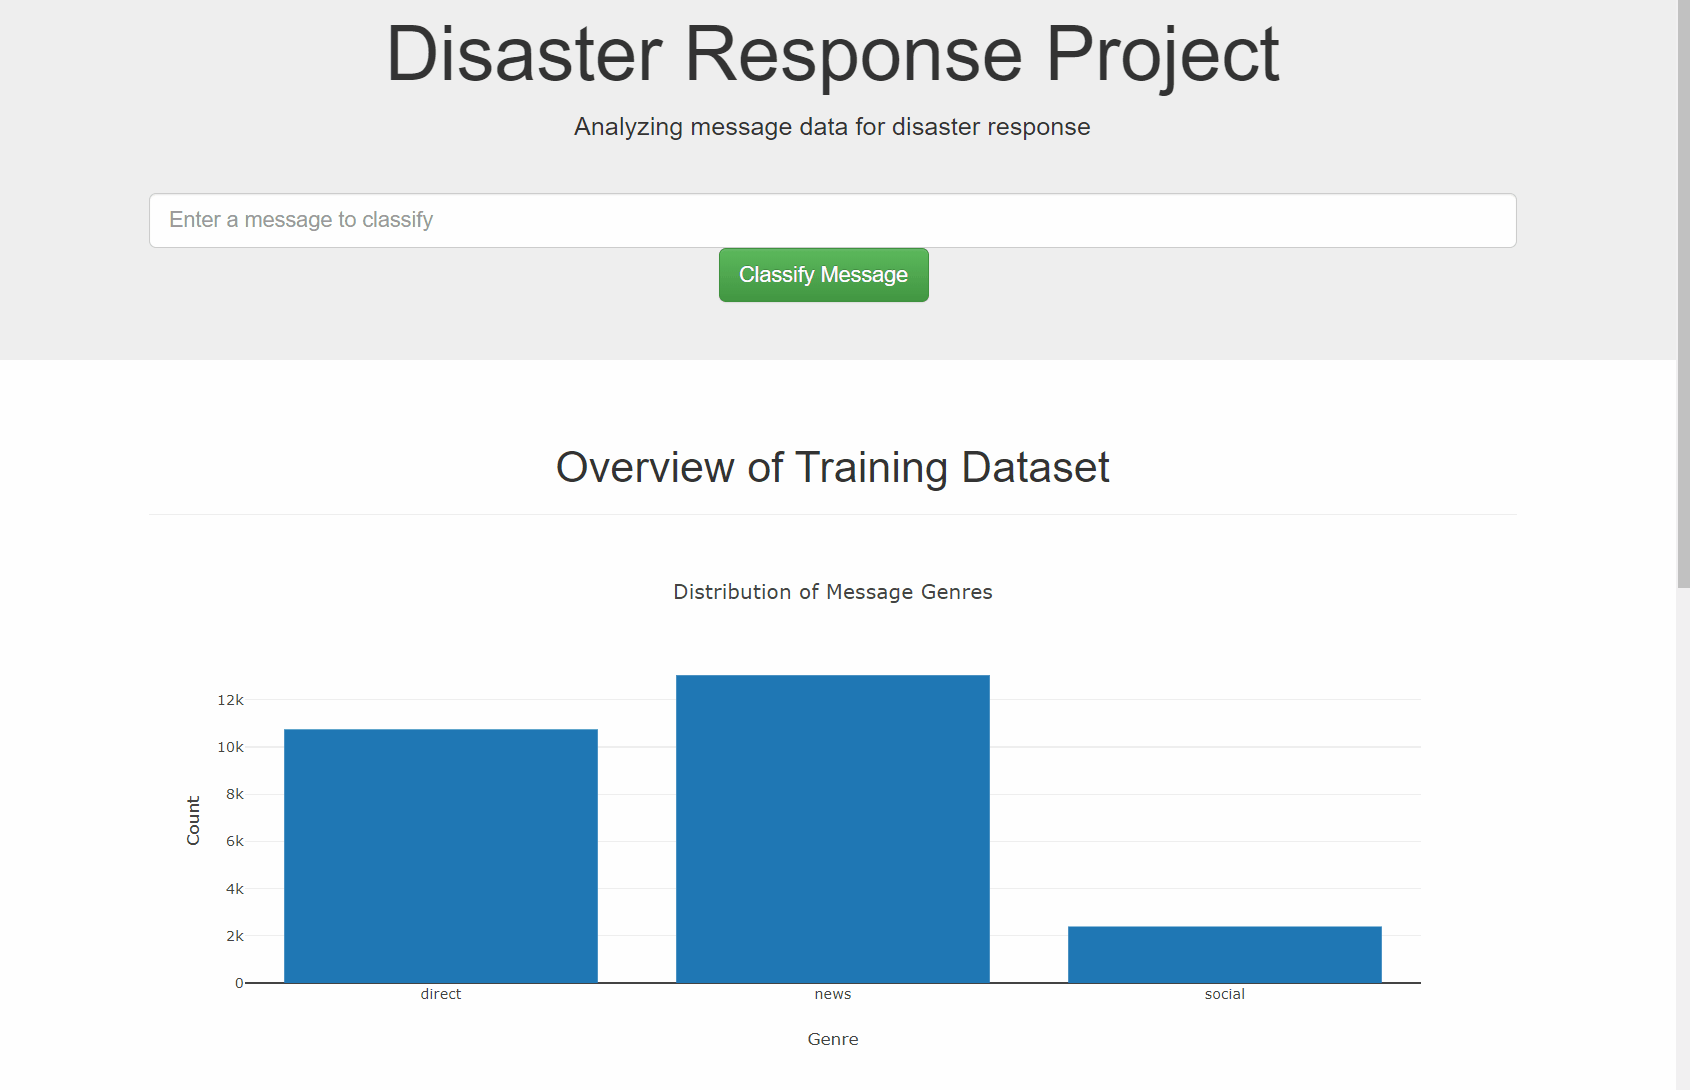 Disaster Response Project
Analyzing message data for disaster response
Enter a message to classify
Classify Message
Overview of Training Dataset
Distribution of Message Genres
12k
10k
8k
6k
4k
2k
0
Count
direct
news
social
Genre